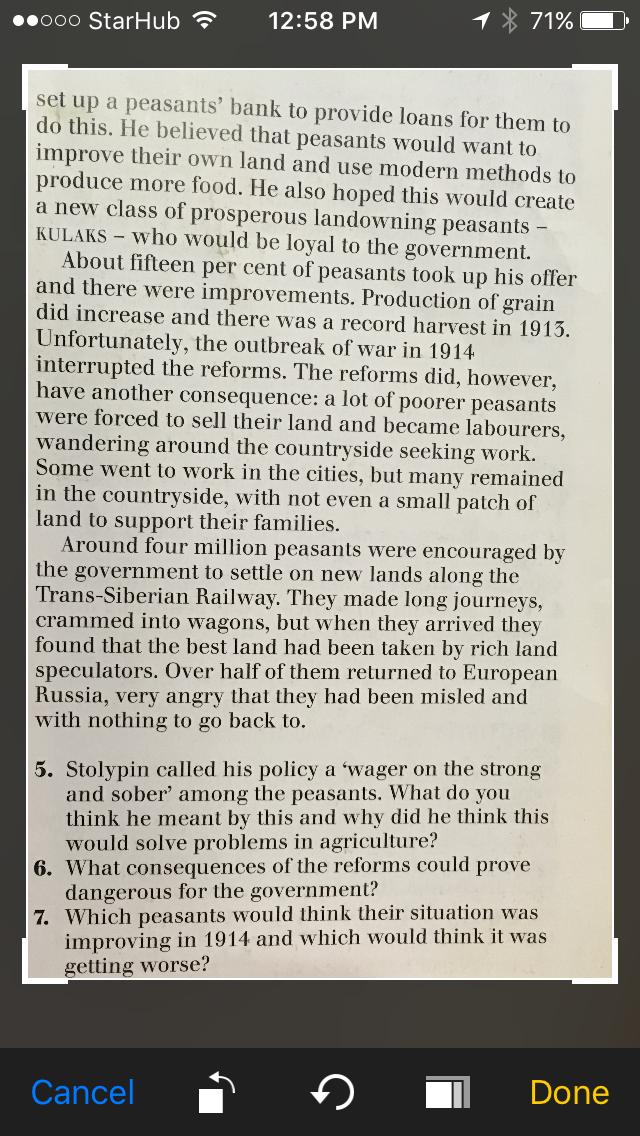 StarHub 12:58 PM 71%
set up a peasants' bank to provide loans for them to
do this. He believed that peasants would want to
improve their own land and use modern methods to
produce more food. He also hoped this would create
a new class of prosperous landowning peasants –
KULAKS – who would be loyal to the government.
About fifteen per cent of peasants took up his offer
and there were improvements. Production of grain
did increase and there was a record harvest in 1913.
Unfortunately, the outbreak of war in 1914
interrupted the reforms. The reforms did, however,
have another consequence: a lot of poorer peasants
were forced to sell their land and became labourers,
wandering around the countryside seeking work.
Some went to work in the cities, but many remained
in the countryside, with not even a small patch of
land to support their families.
Around four million peasants were encouraged by
the government to settle on new lands along the
Trans-Siberian Railway. They made long journeys,
crammed into wagons, but when they arrived they
found that the best land had been taken by rich land
speculators. Over half of them returned to European
Russia, very angry that they had been misled and
with nothing to go back to.
5. Stolypin called his policy a 'wager on the strong
and sober' among the peasants. What do you
think he meant by this and why did he think this
would solve problems in agriculture?
6. What consequences of the reforms could prove
dangerous for the government?
7. Which peasants would think their situation was
improving in 1914 and which would think it was
getting worse?
Cancel Done